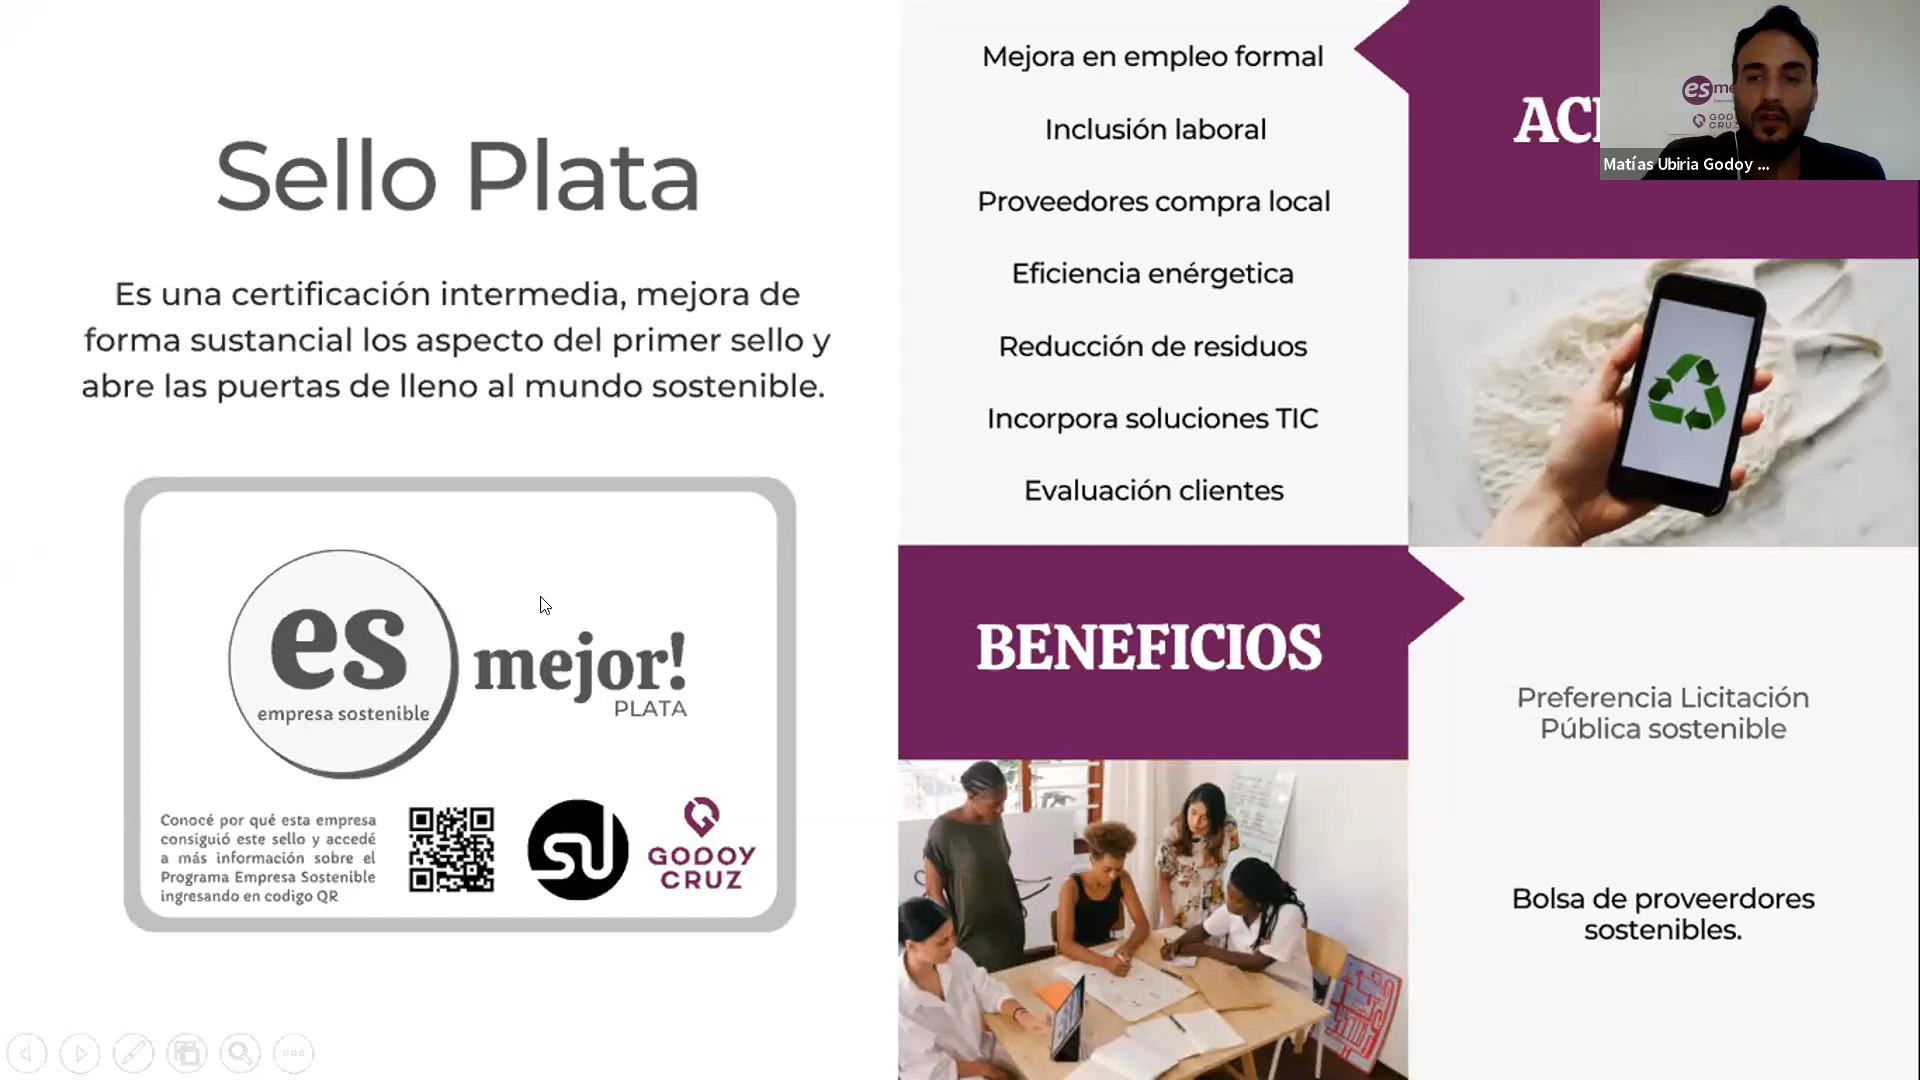 Sello Plata
Es una certificación intermedia, mejora de
forma sustancial los aspecto del primer sello y
abre las puertas de lleno al mundo sostenible.
es
empresa sostenible
mejor!
PLATA
Conocé por qué esta empresa
consiguió este sello y accedé
a más información sobre el
Programa Empresa Sostenible
ingresando en codigo QR
GODOY
CRUZ
Mejora en empleo formal
Inclusión laboral
Proveedores compra local
Eficiencia enérgetica
Reducción de residuos
Incorpora soluciones TIC
Evaluación clientes
es
Matías Ubiria Godoy ...
BENEFICIOS
Preferencia Licitación
Pública sostenible
Bolsa de proveerdores
sostenibles.